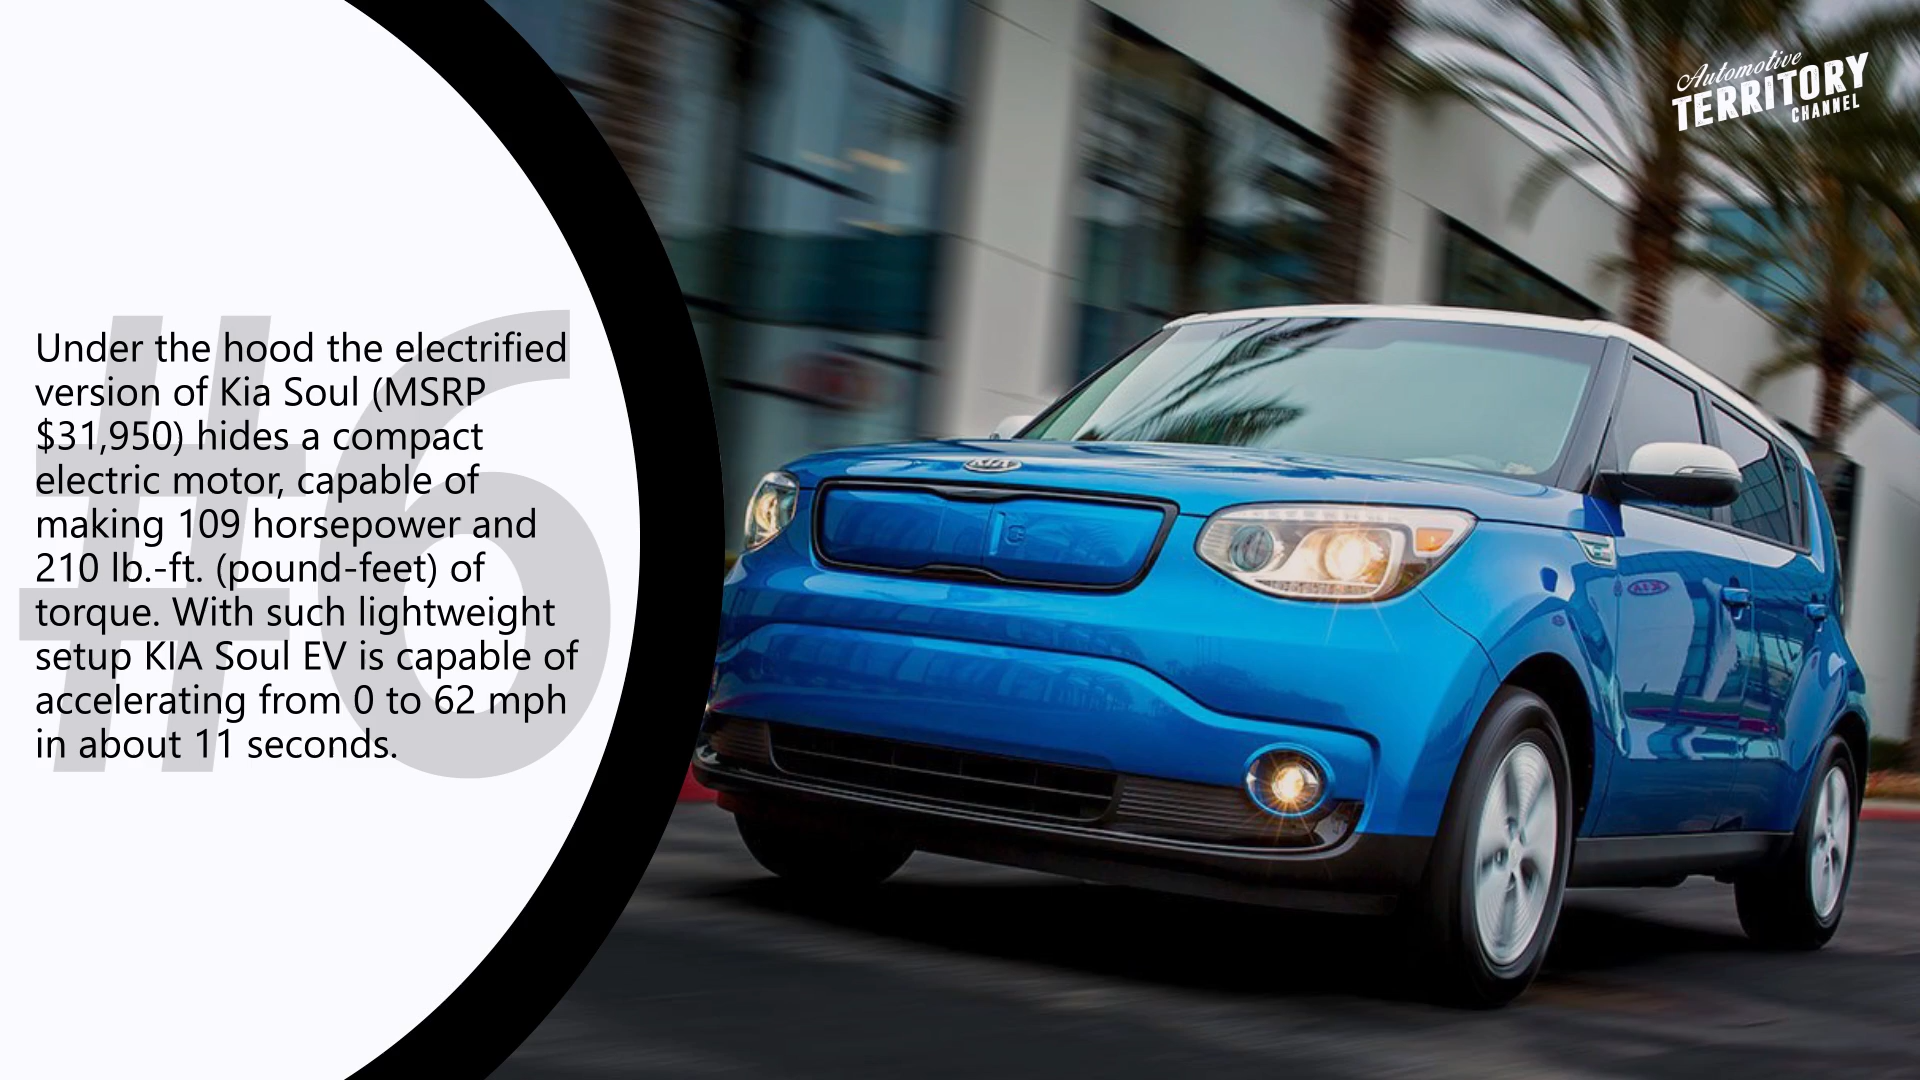 Automotive
TERRITORY
CHANNEL
#6
Under the hood the electrified
version of Kia Soul (MSRP
$31,950) hides a compact
electric motor, capable of
making 109 horsepower and
210 lb.-ft. (pound-feet) of
torque. With such lightweight
setup KIA Soul EV is capable of
accelerating from 0 to 62 mph
in about 11 seconds.
KIA